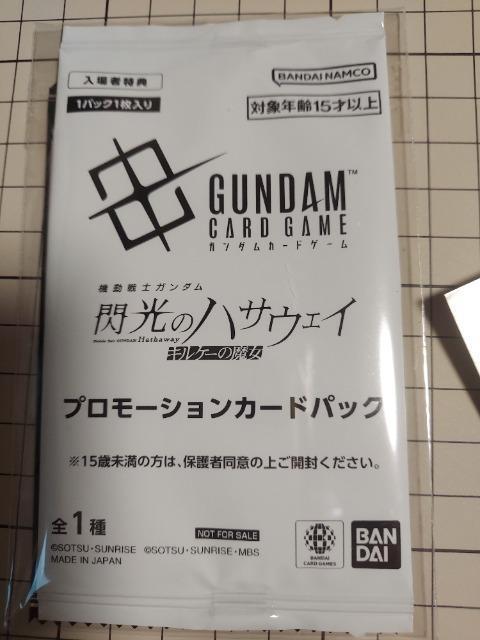 入場者特典
BANDAI NAMCO
1パック1枚入り
対象年齢15才以上
GUNDAM™
CARD GAME
ガンダムカードゲーム
機動戦士ガンダム
閃光のハサウェイ
Mobile Suit GUNDAM Hathaway
キルケーの魔女
プロモーションカードパック
※15歳未満の方は、保護者同意の上ご開封ください。
全1種
NOT FOR SALE
©SOTSU・SUNRISE ©SOTSU・SUNRISE・MBS
MADE IN JAPAN
BANDAI
CARD GAMES
BAN
DAI